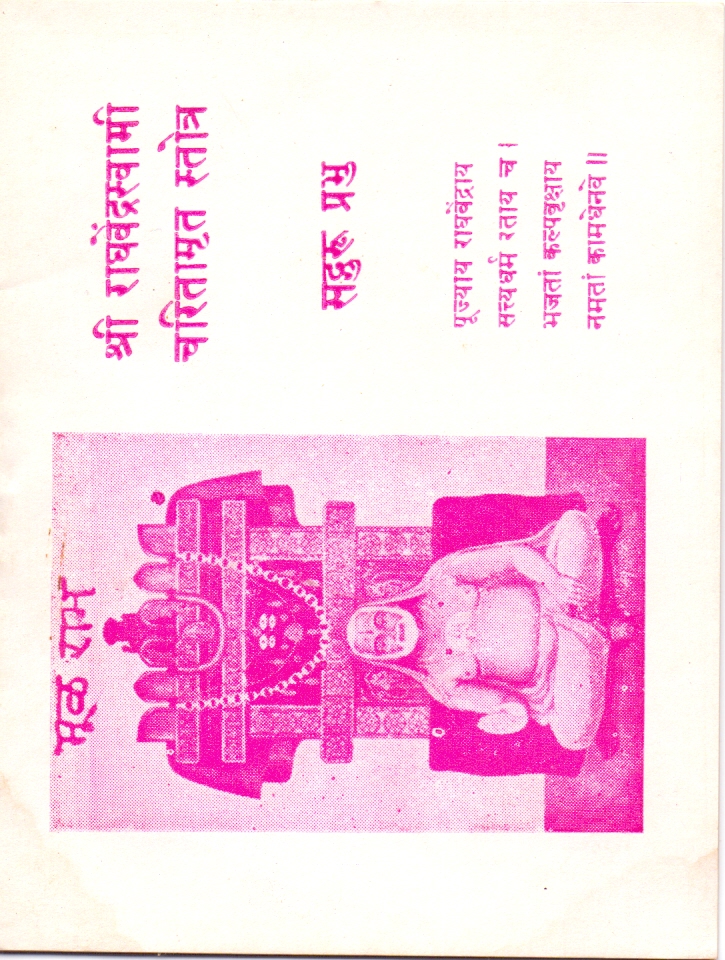 श्री राघवेंद्रस्वामी
चरितामृत स्तोत्र
सद्गुरू प्रभु
पूज्याय राघवेंद्राय
सत्यधर्म रताय च ।
भजतां कल्पवृक्षाय
नमतां कामधेनवे ॥
मूळ राम